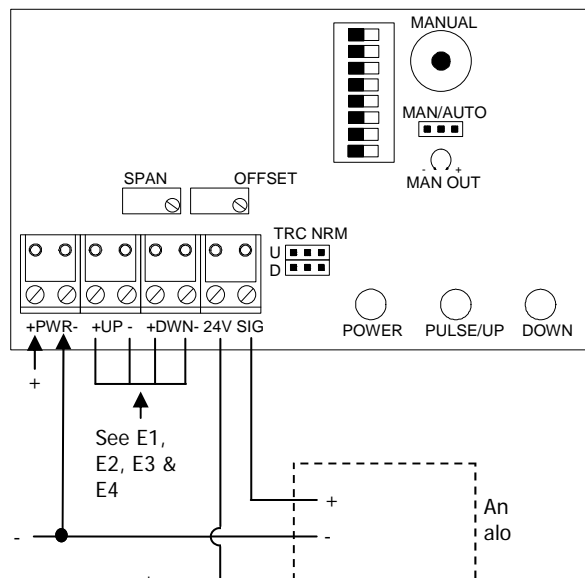 MANUAL
MAN/AUTO
- +
MAN OUT
SPAN OFFSET
TRC NRM
U
D
+PWR- +UP - +DWN- 24V SIG
POWER PULSE/UP DOWN
+
See E1,
E2, E3 &
E4
+
- -
An
alo